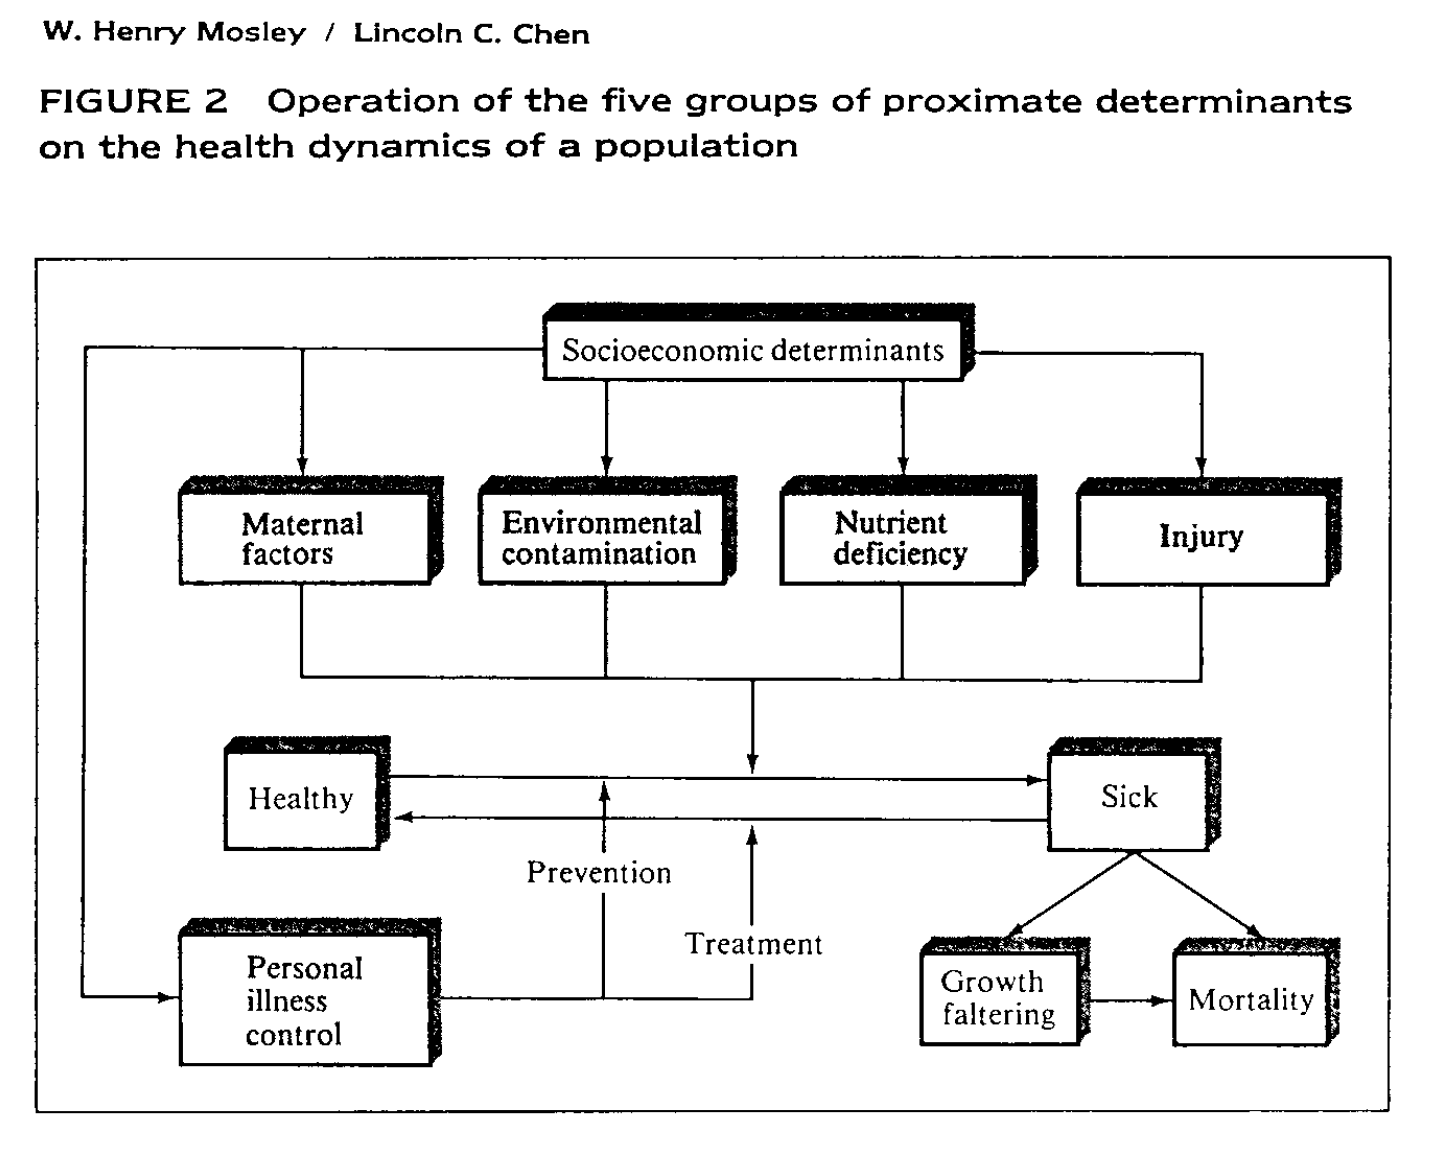 W. Henry Mosley / Lincoln C. Chen
FIGURE 2 Operation of the five groups of proximate determinants
on the health dynamics of a population
Socioeconomic determinants
Maternal
factors
Environmental
contamination
Nutrient
deficiency
Injury
Healthy
Sick
Prevention
Treatment
Personal
illness
control
Growth
faltering
Mortality